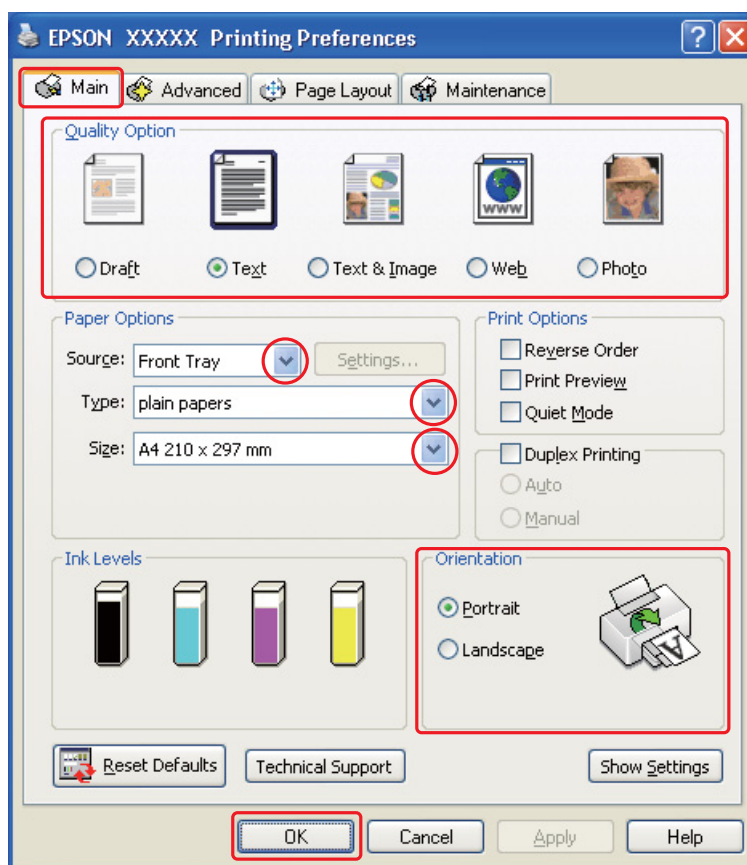 EPSON XXXXX Printing Preferences
Main Advanced Page Layout Maintenance
Quality Option
www
Draft Text Text & Image Web Photo
Paper Options
Source: Front Tray Settings...
Type: plain papers
Size: A4 210 x 297 mm
Print Options
Reverse Order
Print Preview
Quiet Mode
Duplex Printing
Auto
Manual
Ink Levels
Orientation
Portrait
Landscape
A
Reset Defaults Technical Support Show Settings
OK Cancel Apply Help